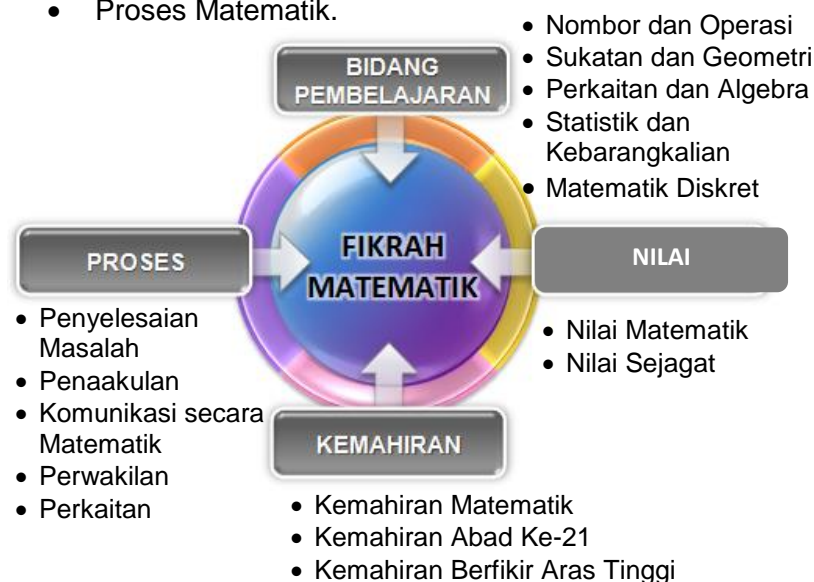 • Proses Matematik.
BIDANG
PEMBELAJARAN
• Nombor dan Operasi
• Sukatan dan Geometri
• Perkaitan dan Algebra
• Statistik dan
Kebarangkalian
• Matematik Diskret
PROSES
FIKRAH
MATEMATIK
NILAI
• Penyelesaian
Masalah
• Penaakulan
• Komunikasi secara
Matematik
• Perwakilan
• Perkaitan
• Nilai Matematik
• Nilai Sejagat
KEMAHIRAN
• Kemahiran Matematik
• Kemahiran Abad Ke-21
• Kemahiran Berfikir Aras Tinggi